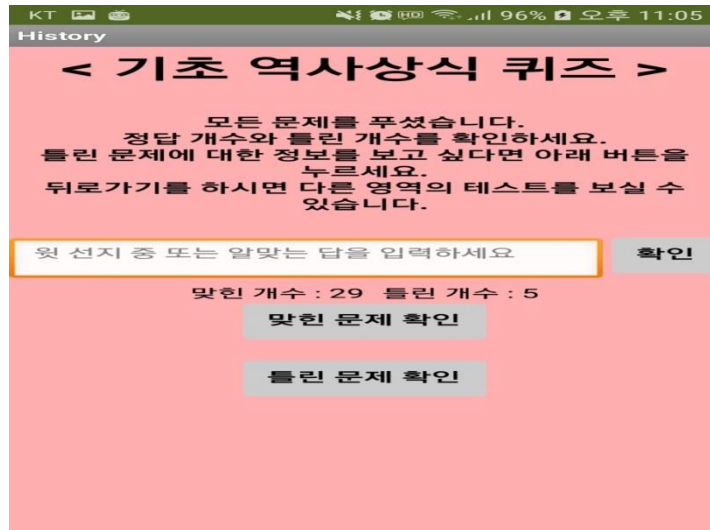 KT HD 96% 오후 11:05
History
< 기초 역사상식 퀴즈 >
모든 문제를 푸셨습니다.
정답 개수와 틀린 개수를 확인하세요.
틀린 문제에 대한 정보를 보고 싶다면 아래 버튼을
누르세요.
뒤로가기를 하시면 다른 영역의 테스트를 보실 수
있습니다.
윗 선지 중 또는 알맞는 답을 입력하세요 확인
맞힌 개수 : 29 틀린 개수 : 5
맞힌 문제 확인
틀린 문제 확인